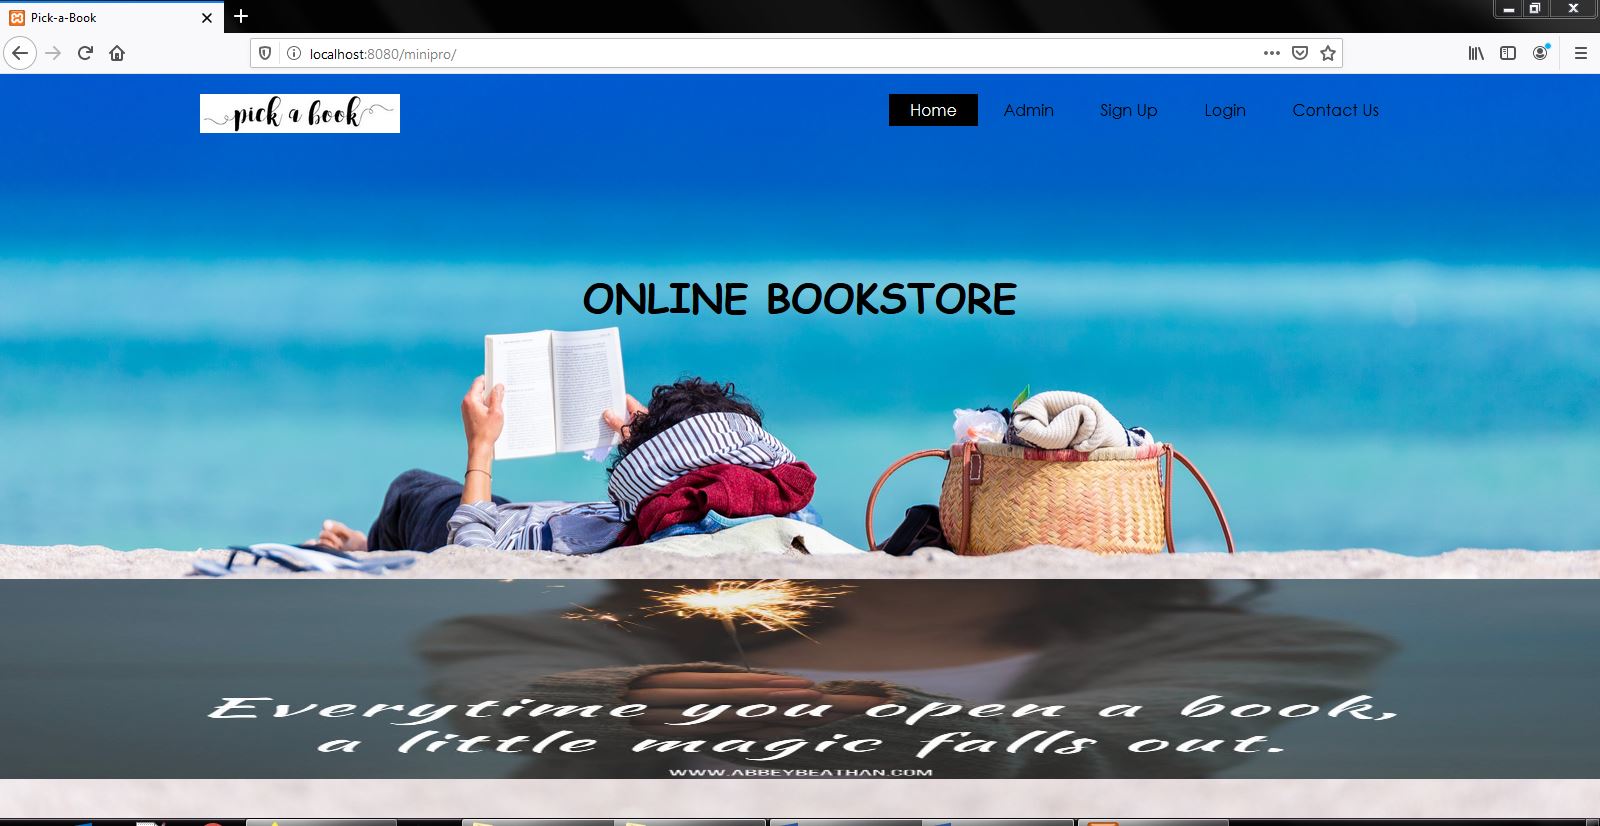 Pick-a-Book
localhost:8080/minipro/
pick a book
Home Admin Sign Up Login Contact Us
ONLINE BOOKSTORE
Everytime you open a book,
a little magic falls out.
WWW.ABBEYBEATHAN.COM